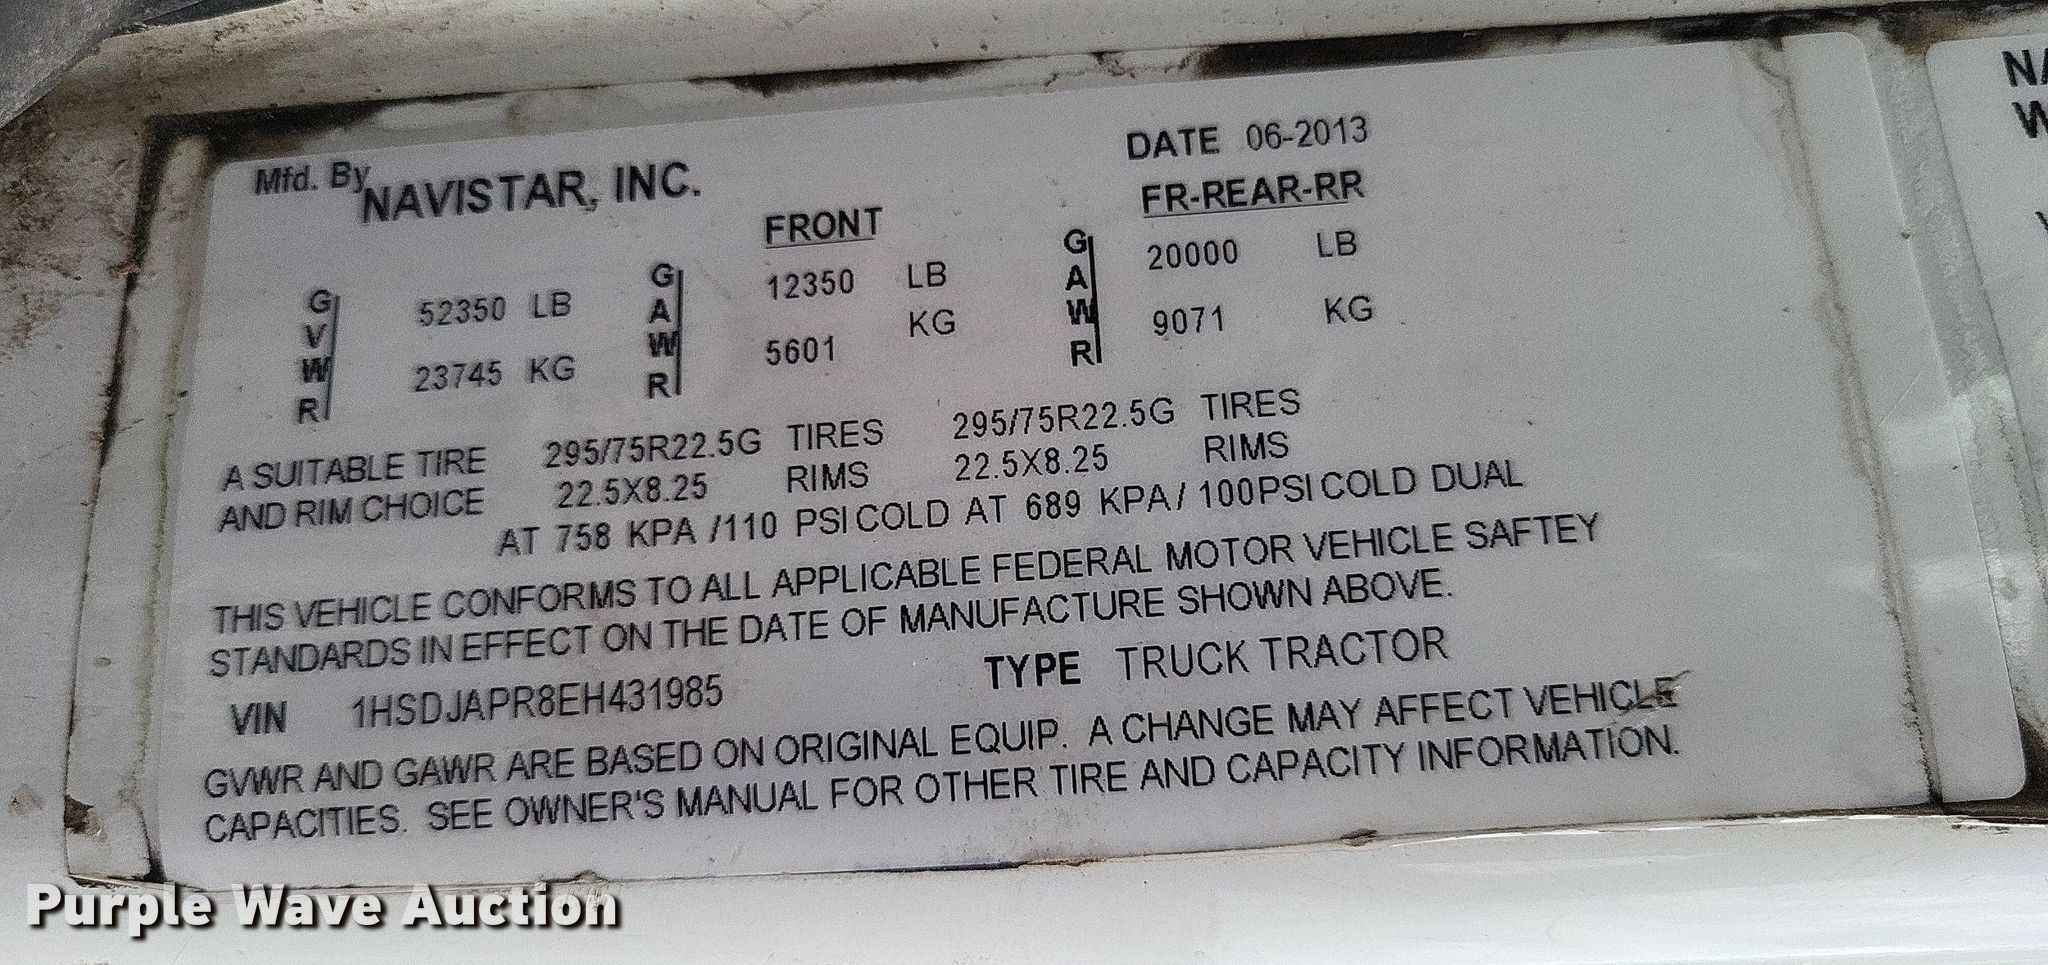 Mfd. By NAVISTAR, INC.
DATE 06-2013
FRONT
FR-REAR-RR
GVWR 52350 LB
23745 KG
GAWR 12350 LB
5601 KG
GAWR 20000 LB
9071 KG
A SUITABLE TIRE 295/75R22.5G TIRES 295/75R22.5G TIRES
AND RIM CHOICE 22.5X8.25 RIMS 22.5X8.25 RIMS
AT 758 KPA /110 PSI COLD AT 689 KPA/ 100PSI COLD DUAL
THIS VEHICLE CONFORMS TO ALL APPLICABLE FEDERAL MOTOR VEHICLE SAFTEY
STANDARDS IN EFFECT ON THE DATE OF MANUFACTURE SHOWN ABOVE.
VIN 1HSDJAPR8EH431985 TYPE TRUCK TRACTOR
GVWR AND GAWR ARE BASED ON ORIGINAL EQUIP. A CHANGE MAY AFFECT VEHICLE
CAPACITIES. SEE OWNER'S MANUAL FOR OTHER TIRE AND CAPACITY INFORMATION.
Purple Wave Auction